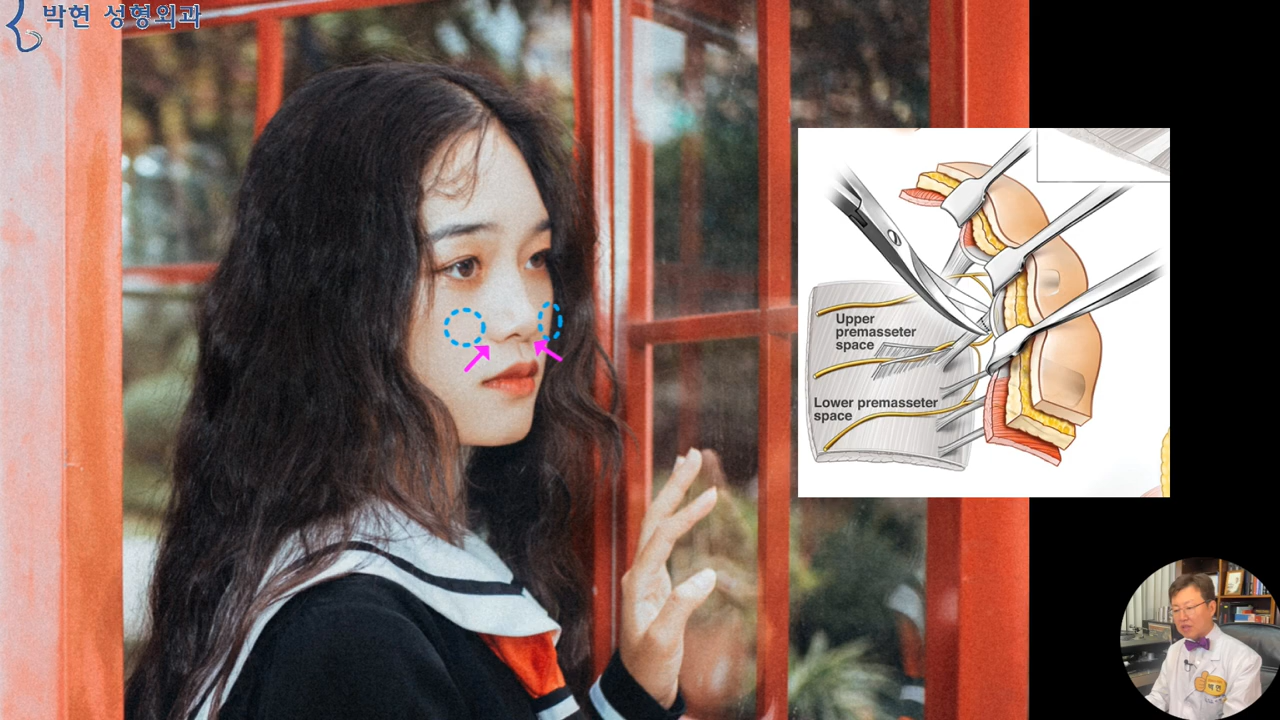 박현 성형외과
Upper
premasseter
space
Lower premasseter
space